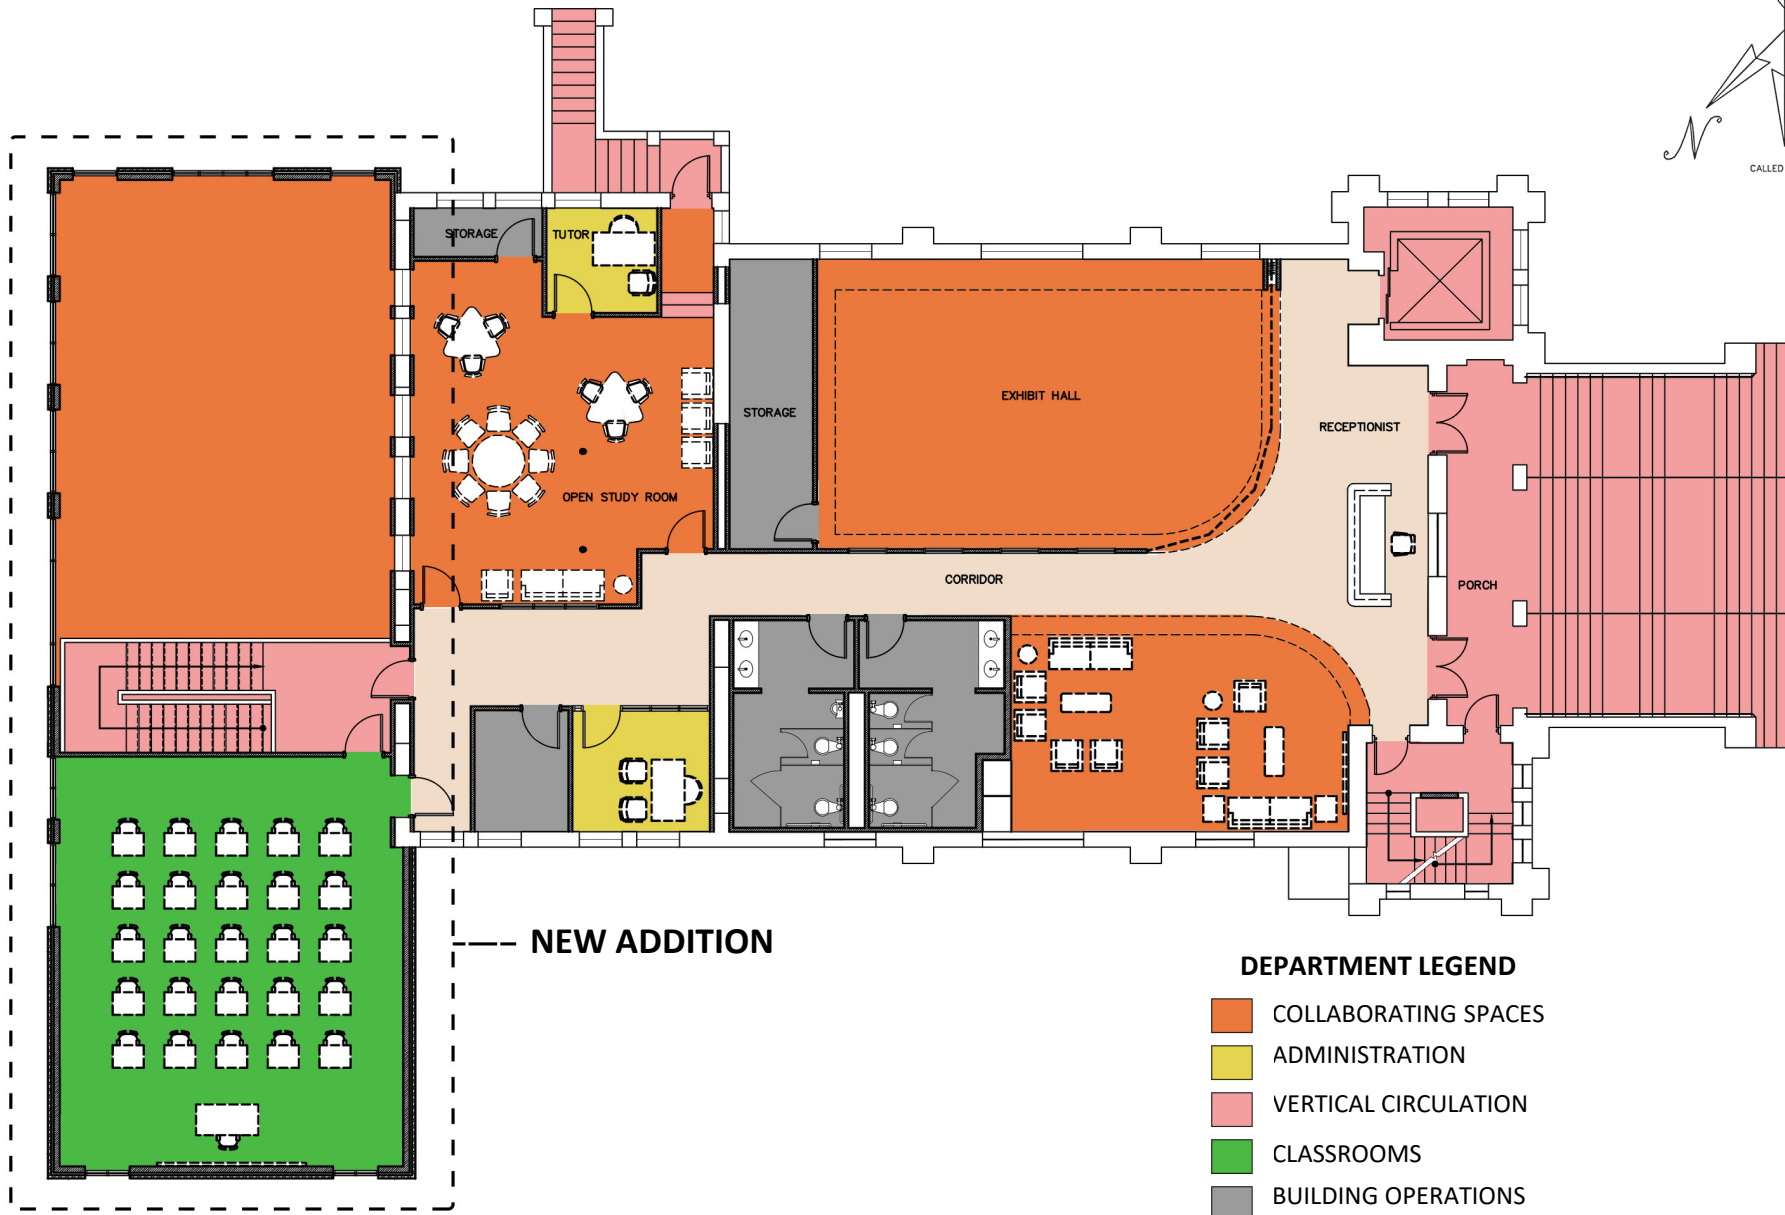 N
CALLED
STORAGE
TUTOR
EXHIBIT HALL
STORAGE
RECEPTIONIST
OPEN STUDY ROOM
CORRIDOR
PORCH
NEW ADDITION
DEPARTMENT LEGEND
COLLABORATING SPACES
ADMINISTRATION
VERTICAL CIRCULATION
CLASSROOMS
BUILDING OPERATIONS